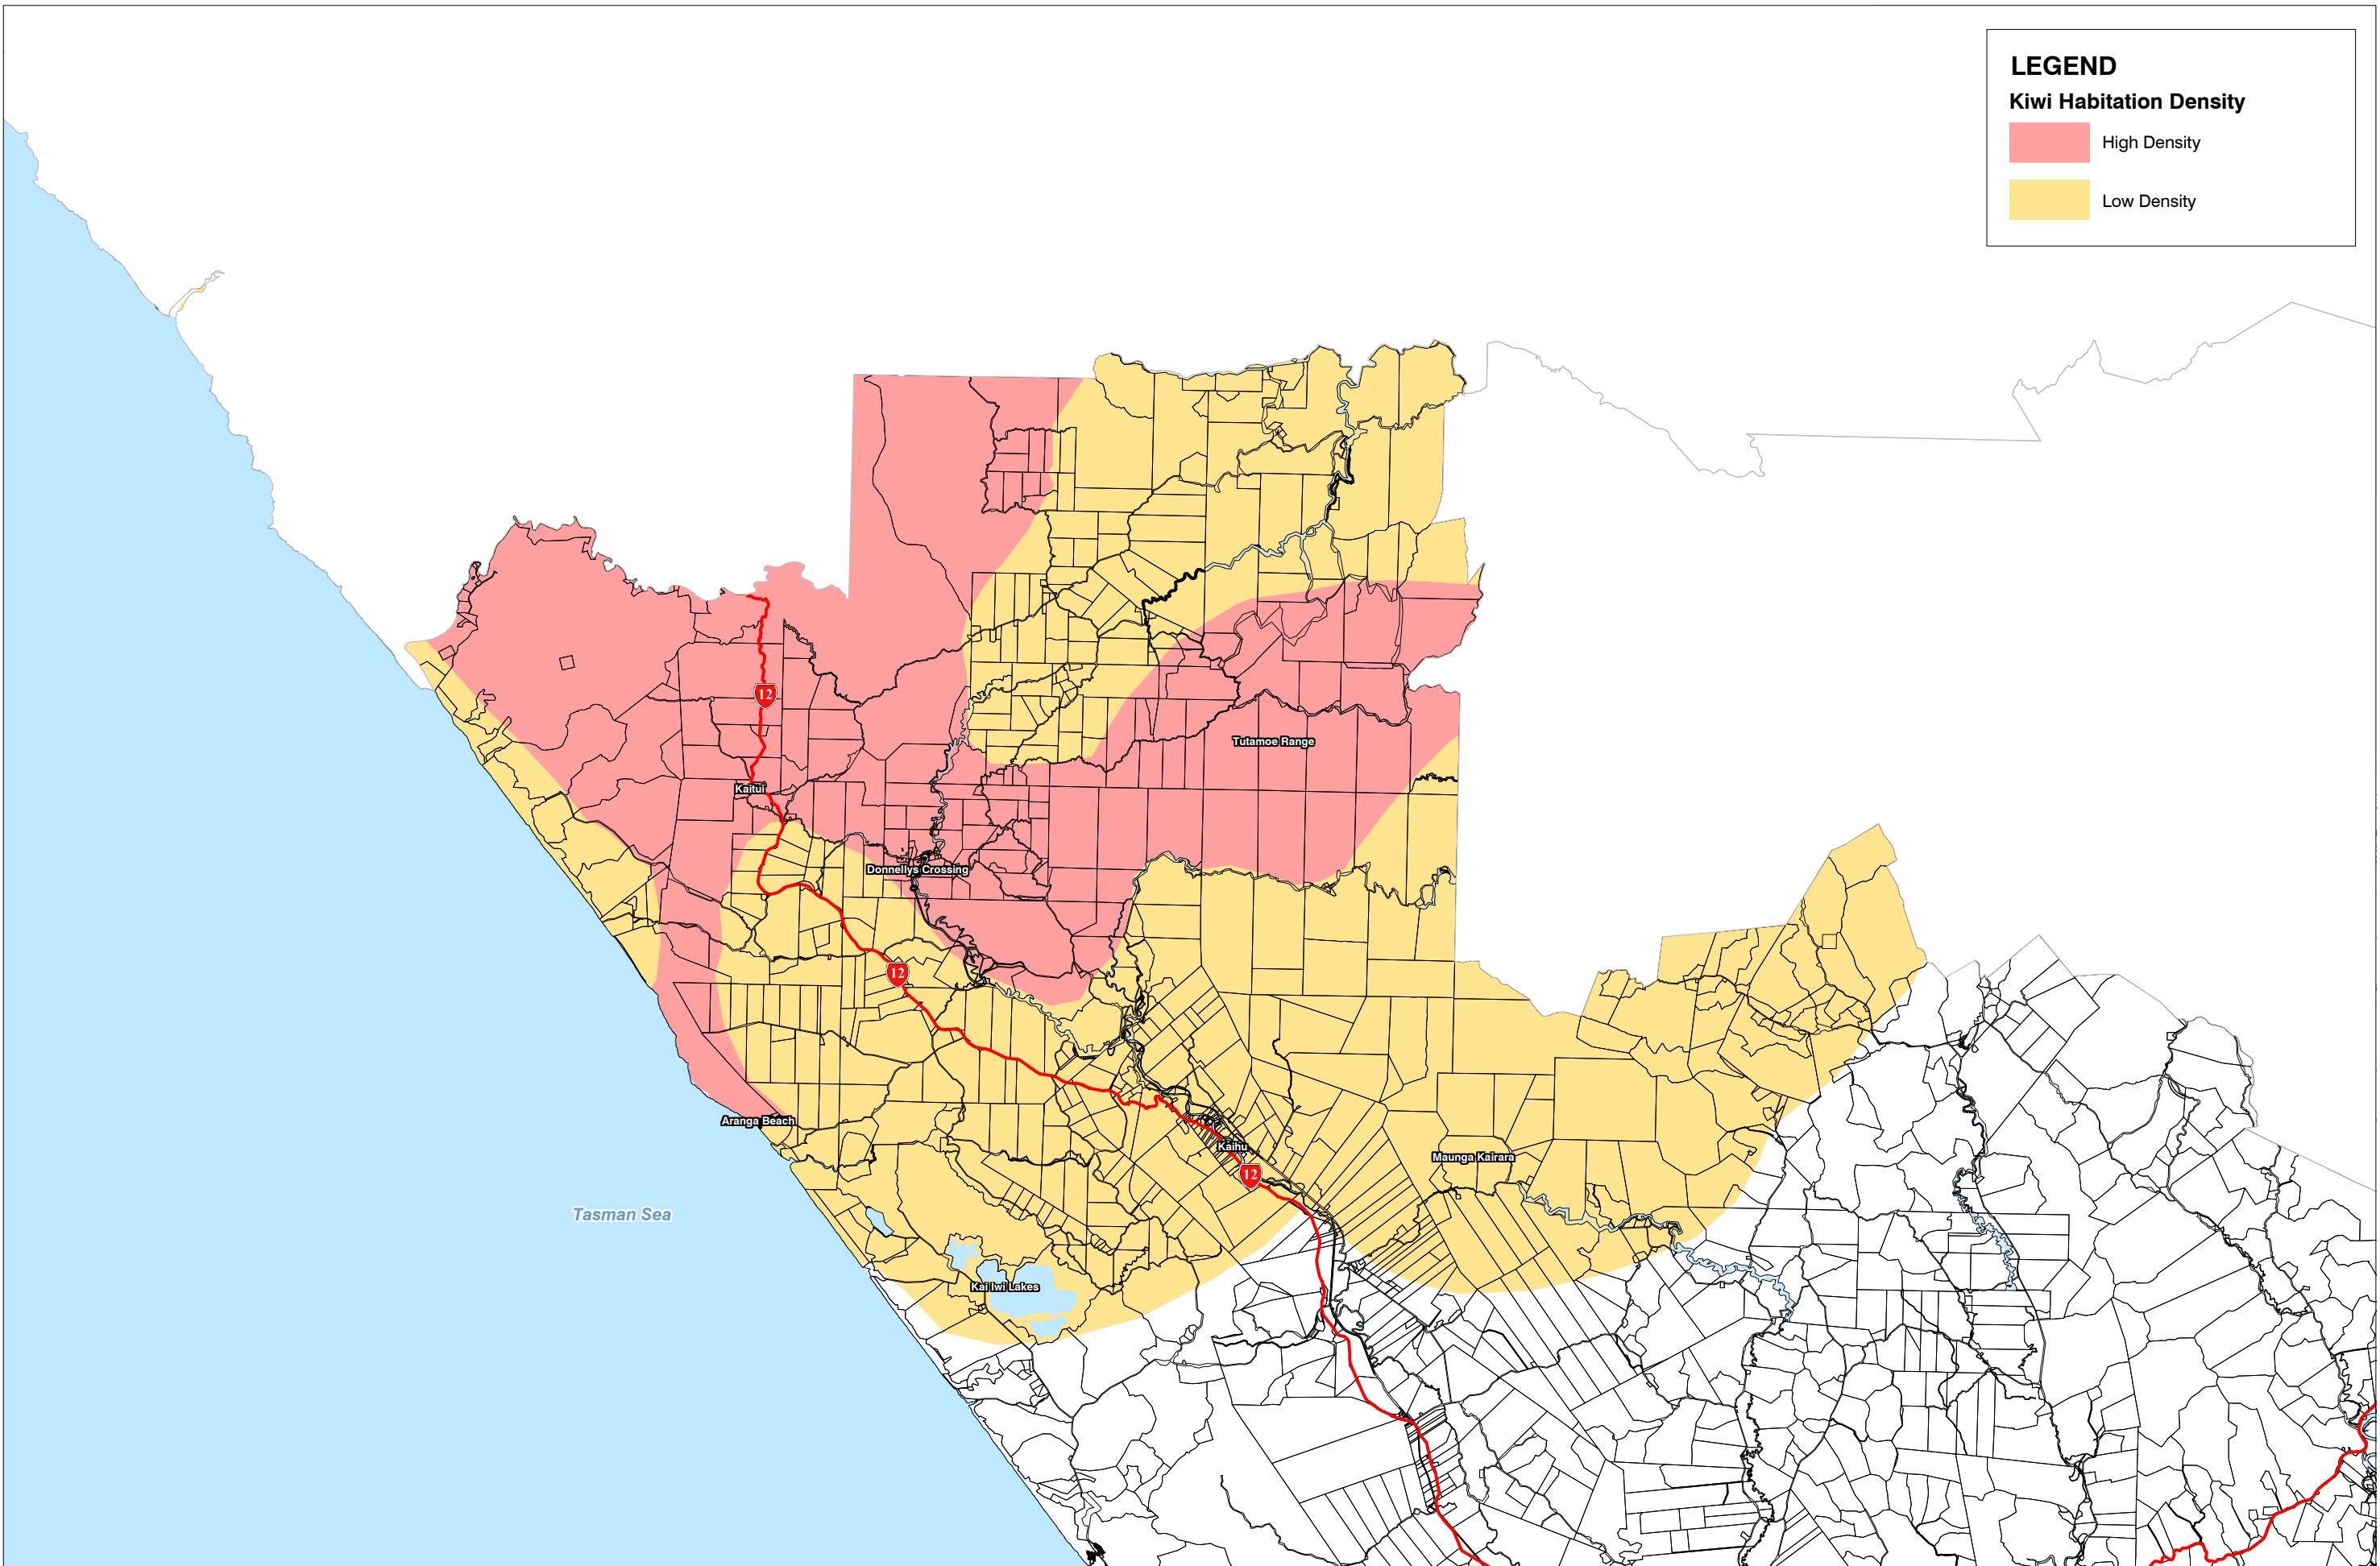 LEGEND
Kiwi Habitation Density
High Density
Low Density
12
Tutamoe Range
Kaitui
Donnellys Crossing
12
Aranga Beach
Kaihu
Maunga Kairara
12
Tasman Sea
Kai Iwi Lakes